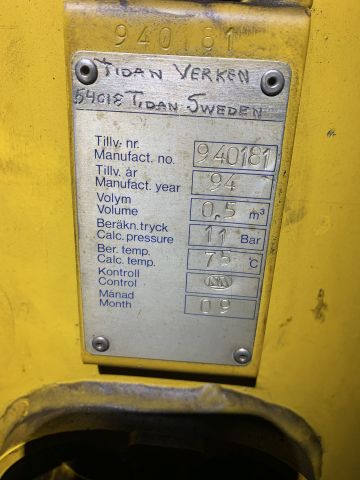 940181
TIDAN VERKEN
54018 TIDAN SWEDEN
Tillv. nr.
Manufact. no. 940181
Tillv. år
Manufact. year 94
Volym
Volume 0,5 m³
Beräkn. tryck
Calc. pressure 11 Bar
Ber. temp.
Calc. temp. 75 °C
Kontroll
Control
Månad
Month 09